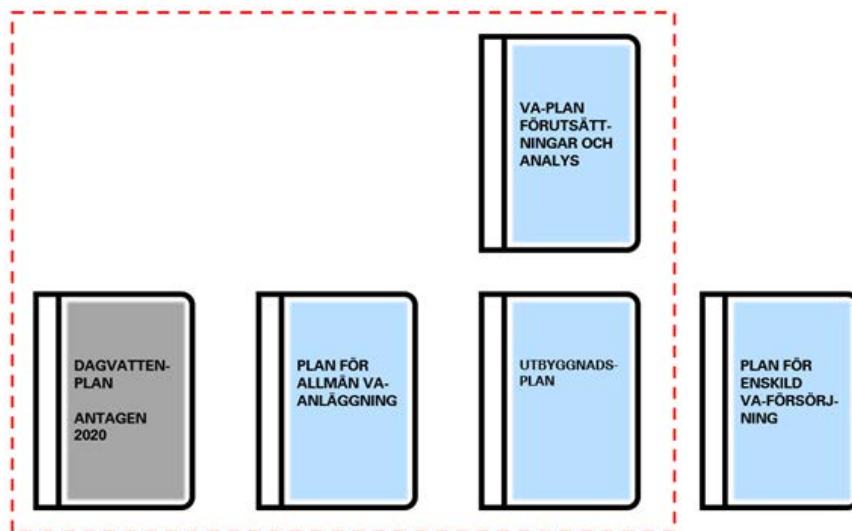 VA-PLAN
FÖRUTSÄTT-
NINGAR OCH
ANALYS
DAGVATTEN-
PLAN
ANTAGEN
2020
PLAN FÖR
ALLMÄN VA-
ANLÄGGNING
UTBYGGNADS-
PLAN
PLAN FÖR
ENSKILD
VA-FÖRSÖRJ-
NING